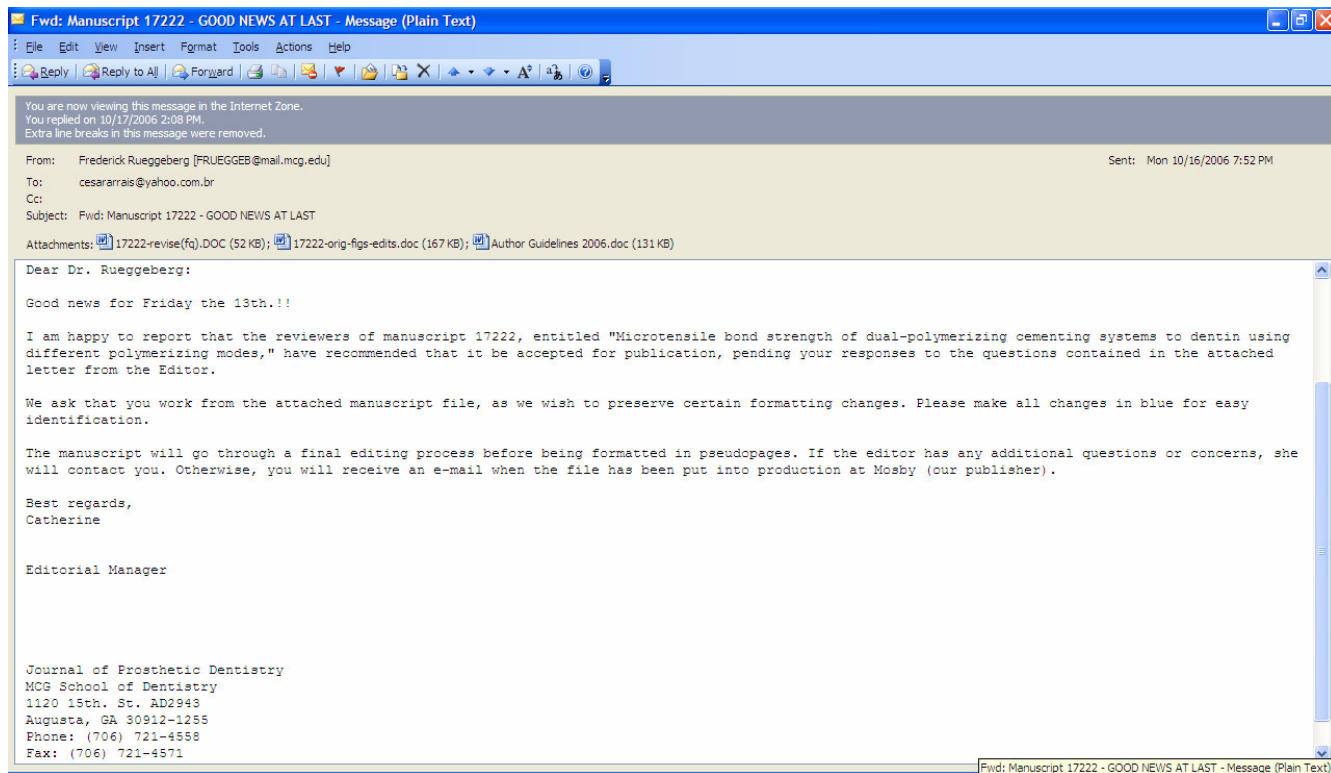 Fwd: Manuscript 17222 - GOOD NEWS AT LAST - Message (Plain Text)
File Edit View Insert Format Tools Actions Help
Reply Reply to All Forward
You are now viewing this message in the Internet Zone.
You replied on 10/17/2006 2:08 PM.
Extra line breaks in this message were removed.
From: Frederick Rueggeberg [FRUEGGEB@mail.mcg.edu] Sent: Mon 10/16/2006 7:52 PM
To: cesararrais@yahoo.com.br
Cc:
Subject: Fwd: Manuscript 17222 - GOOD NEWS AT LAST
Attachments: 17222-revise(fq).DOC (52 KB); 17222-orig-figs-edits.doc (167 KB); Author Guidelines 2006.doc (131 KB)
Dear Dr. Rueggeberg:
Good news for Friday the 13th.!!
I am happy to report that the reviewers of manuscript 17222, entitled "Microtensile bond strength of dual-polymerizing cementing systems to dentin using
different polymerizing modes," have recommended that it be accepted for publication, pending your responses to the questions contained in the attached
letter from the Editor.
We ask that you work from the attached manuscript file, as we wish to preserve certain formatting changes. Please make all changes in blue for easy
identification.
The manuscript will go through a final editing process before being formatted in pseudopages. If the editor has any additional questions or concerns, she
will contact you. Otherwise, you will receive an e-mail when the file has been put into production at Mosby (our publisher).
Best regards,
Catherine
Editorial Manager
Journal of Prosthetic Dentistry
MCG School of Dentistry
1120 15th. St. AD2943
Augusta, GA 30912-1255
Phone: (706) 721-4558
Fax: (706) 721-4571
Fwd: Manuscript 17222 - GOOD NEWS AT LAST - Message (Plain Text)